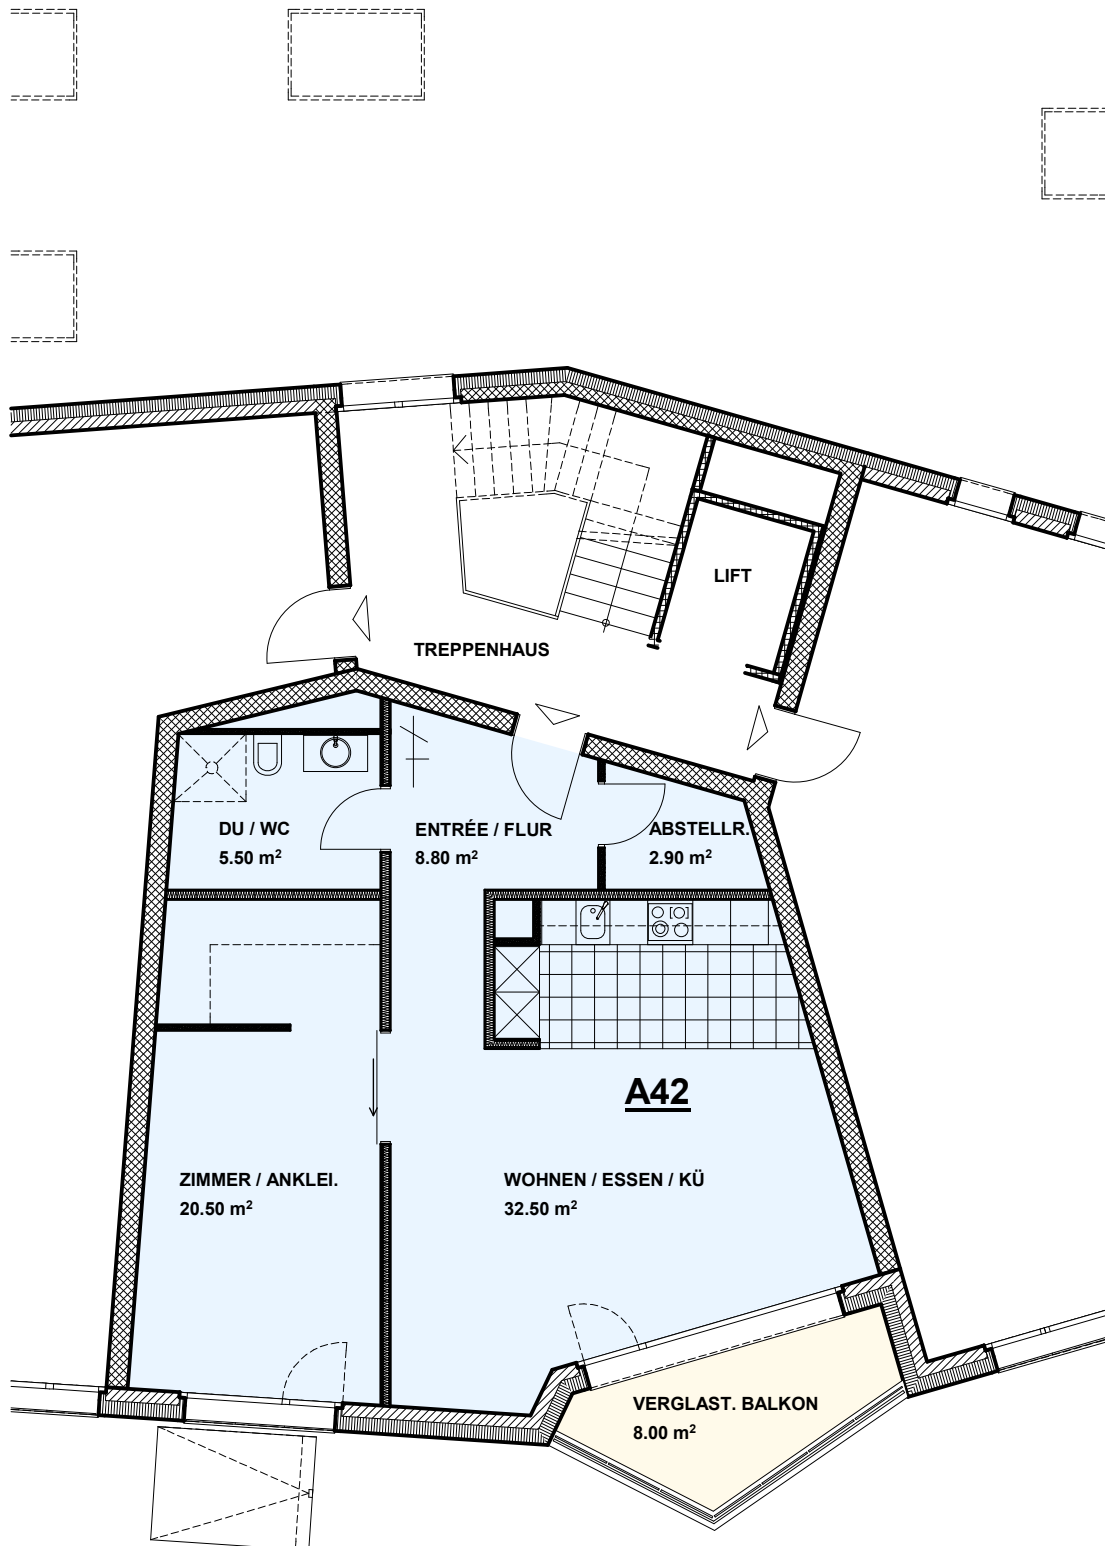 LIFT
TREPPENHAUS
DU / WC
5.50 m²
ENTRÉE / FLUR
8.80 m²
ABSTELLR.
2.90 m²
A42
ZIMMER / ANKLEI.
20.50 m²
WOHNEN / ESSEN / KÜ
32.50 m²
VERGLAST. BALKON
8.00 m²